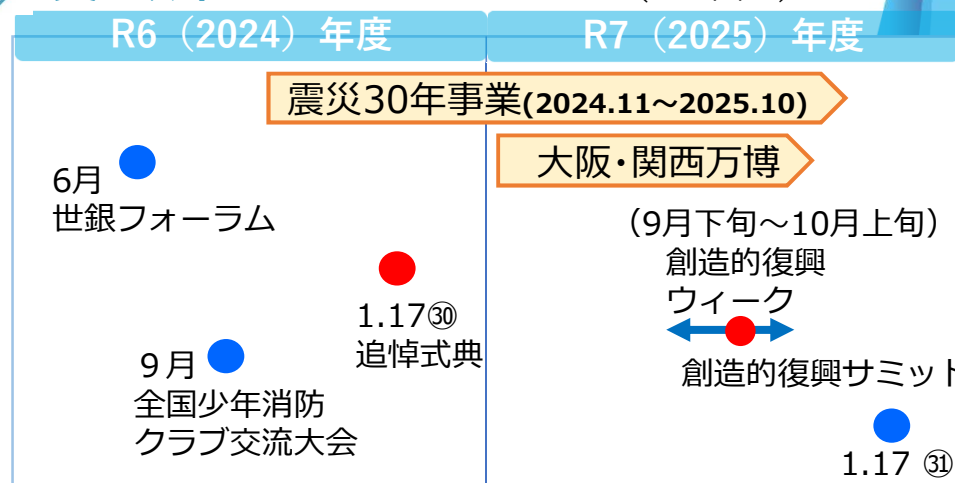 R6（2024）年度
R7（2025）年度
震災30年事業(2024.11～2025.10)
大阪・関西万博
6月
世銀フォーラム
（9月下旬～10月上旬）
創造的復興
ウィーク
1.17㉚
追悼式典
創造的復興サミット
９月
全国少年消防
クラブ交流大会
1.17 ㉛